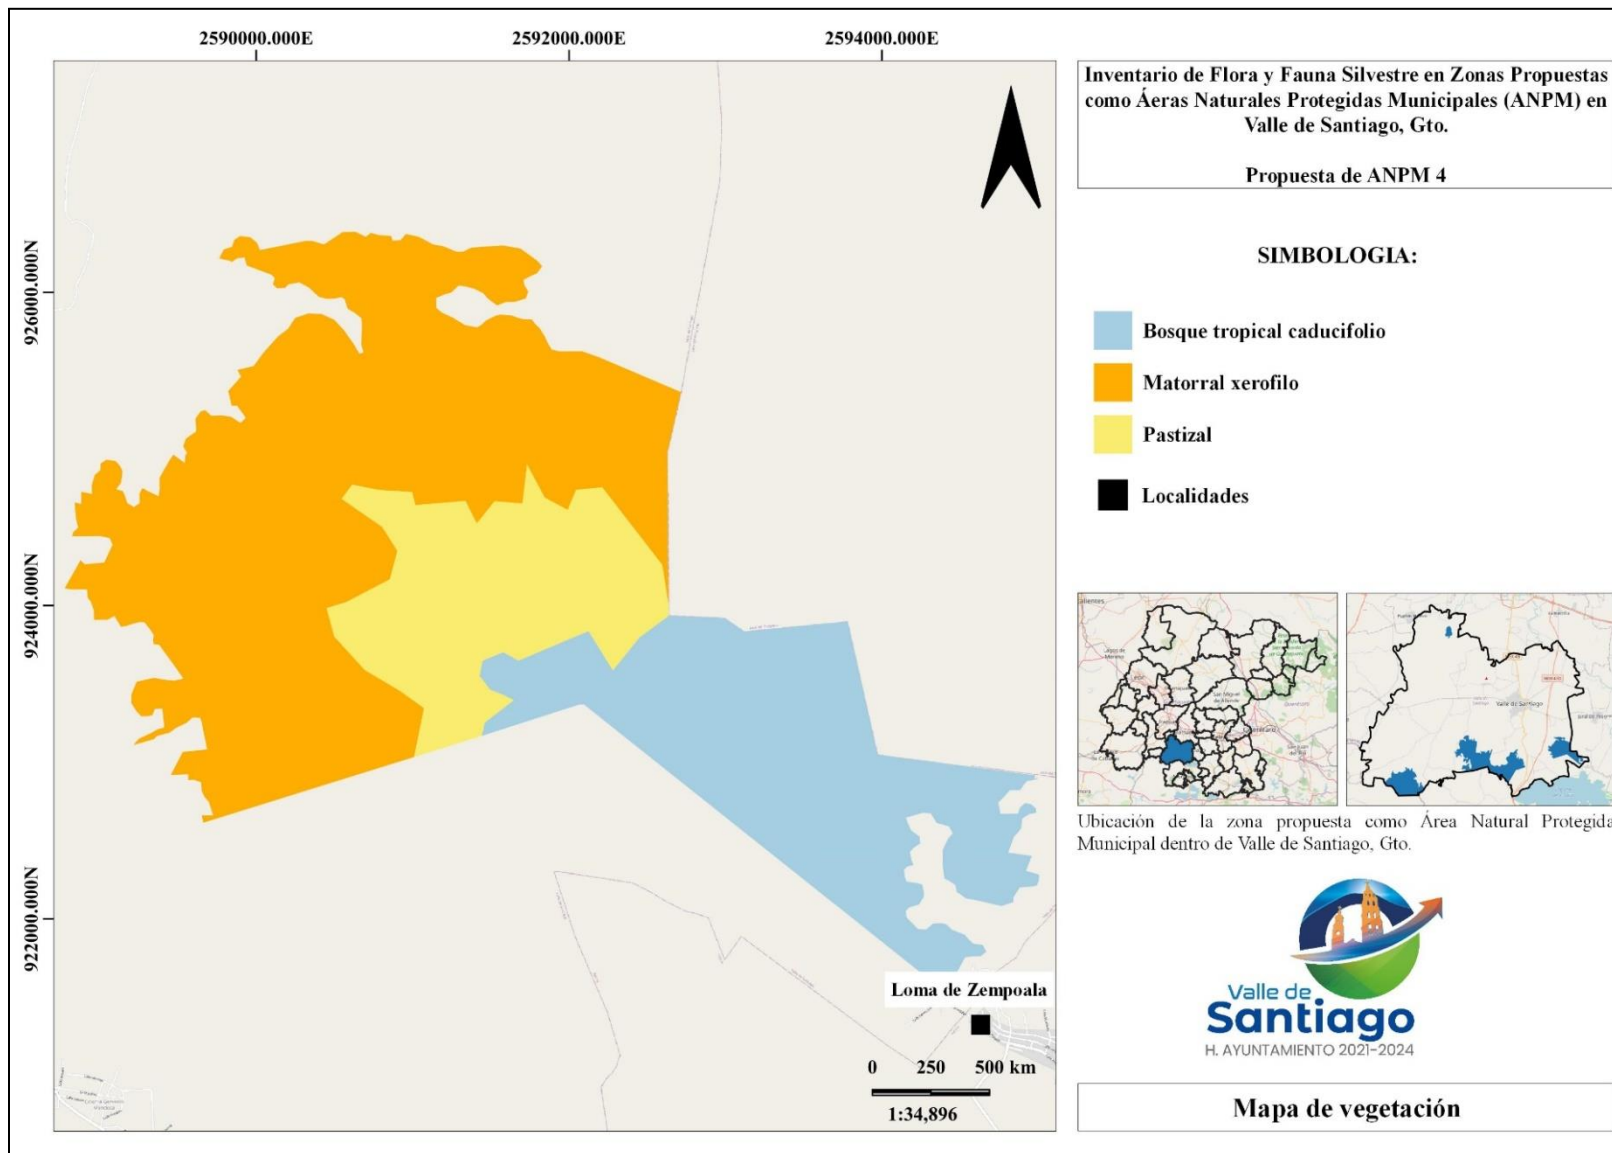 2590000.000E 2592000.000E 2594000.000E
926000.000N
924000.000N
922000.000N
Loma de Zempoala
0 250 500 km
1:34,896
Inventario de Flora y Fauna Silvestre en Zonas Propuestas
como Áeras Naturales Protegidas Municipales (ANPM) en
Valle de Santiago, Gto.
Propuesta de ANPM 4
SIMBOLOGIA:
Bosque tropical caducifolio
Matorral xerofilo
Pastizal
Localidades
Valle de Santiago
Ubicación de la zona propuesta como Área Natural Protegida
Municipal dentro de Valle de Santiago, Gto.
Valle de
Santiago
H. AYUNTAMIENTO 2021-2024
Mapa de vegetación